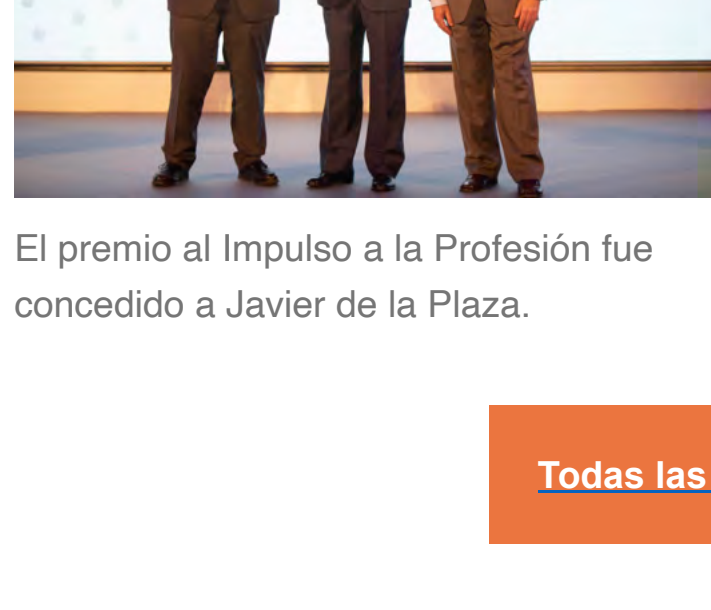 El premio al Impulso a la Profesión fue
concedido a Javier de la Plaza.
Todas las